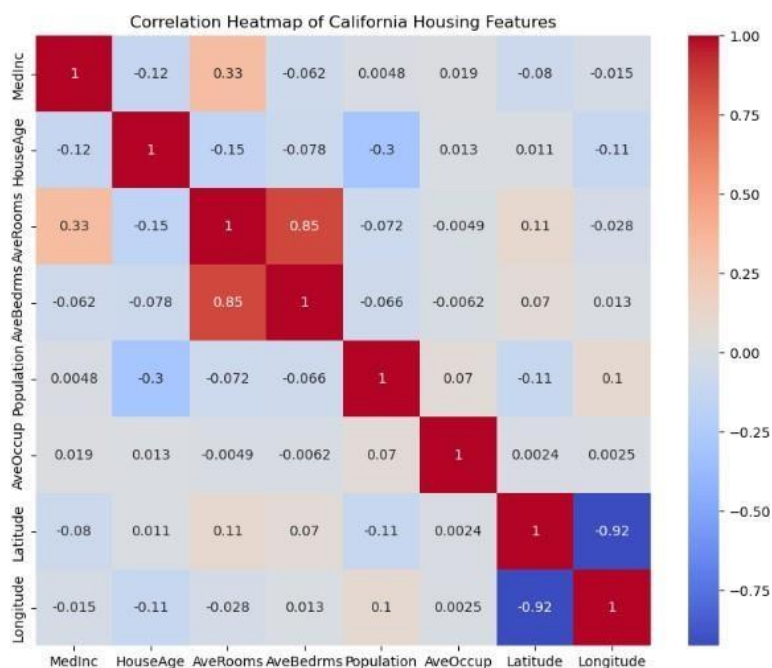 Correlation Heatmap of California Housing Features
MedInc 1 -0.12 0.33 -0.062 0.0048 0.019 -0.08 -0.015
HouseAge -0.12 1 -0.15 -0.078 -0.3 0.013 0.011 -0.11
AveRooms 0.33 -0.15 1 0.85 -0.072 -0.0049 0.11 -0.028
AveBedrms -0.062 -0.078 0.85 1 -0.066 -0.0062 0.07 0.013
Population 0.0048 -0.3 -0.072 -0.066 1 0.07 -0.11 0.1
AveOccup 0.019 0.013 -0.0049 -0.0062 0.07 1 0.0024 0.0025
Latitude -0.08 0.011 0.11 0.07 -0.11 0.0024 1 -0.92
Longitude -0.015 -0.11 -0.028 0.013 0.1 0.0025 -0.92 1
MedInc HouseAge AveRooms AveBedrms Population AveOccup Latitude Longitude
1.00
0.75
0.50
0.25
0.00
−0.25
−0.50
−0.75